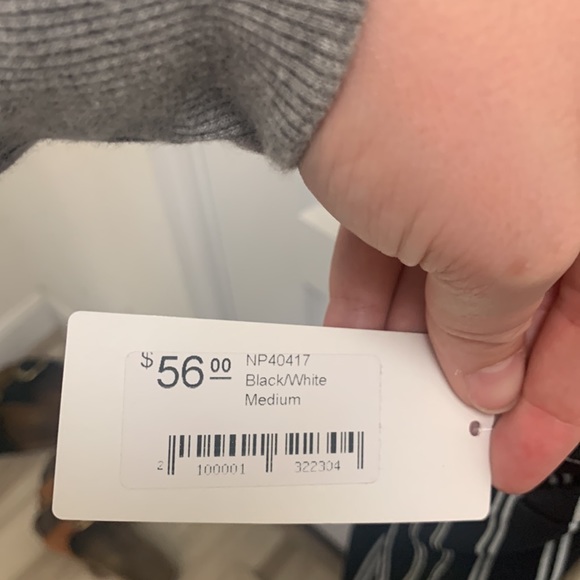 $56.00
NP40417
Black/White
Medium
2 100001 322304